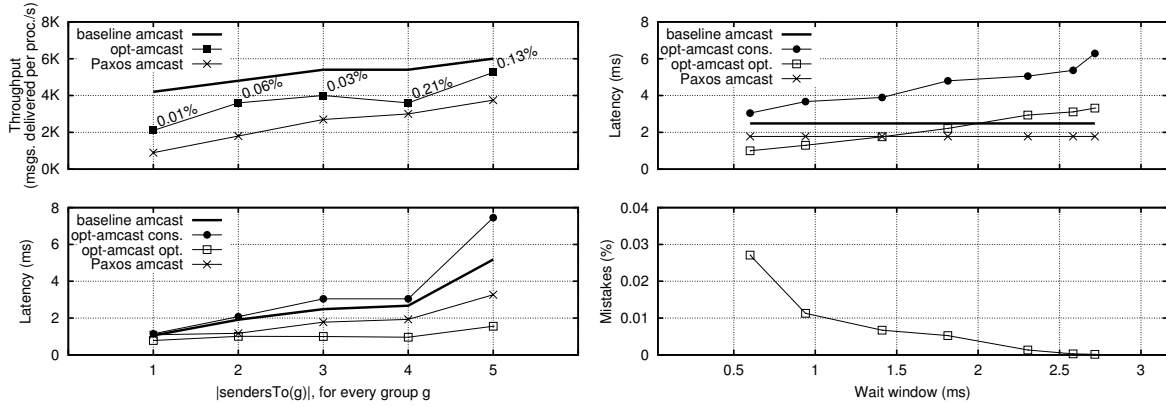 Throughput
(msgs. delivered per proc./s)
8K
6K
4K
2K
0K
baseline amcast
opt-amcast
Paxos amcast
0.01%
0.06%
0.03%
0.21%
0.13%
Latency (ms)
8
6
4
2
0
baseline amcast
opt-amcast cons.
opt-amcast opt.
Paxos amcast
1
2
3
4
5
|sendersTo(g)|, for every group g
Latency (ms)
8
6
4
2
0
baseline amcast
opt-amcast cons.
opt-amcast opt.
Paxos amcast
Mistakes (%)
0.04
0.03
0.02
0.01
0
0.5
1
1.5
2
2.5
3
Wait window (ms)